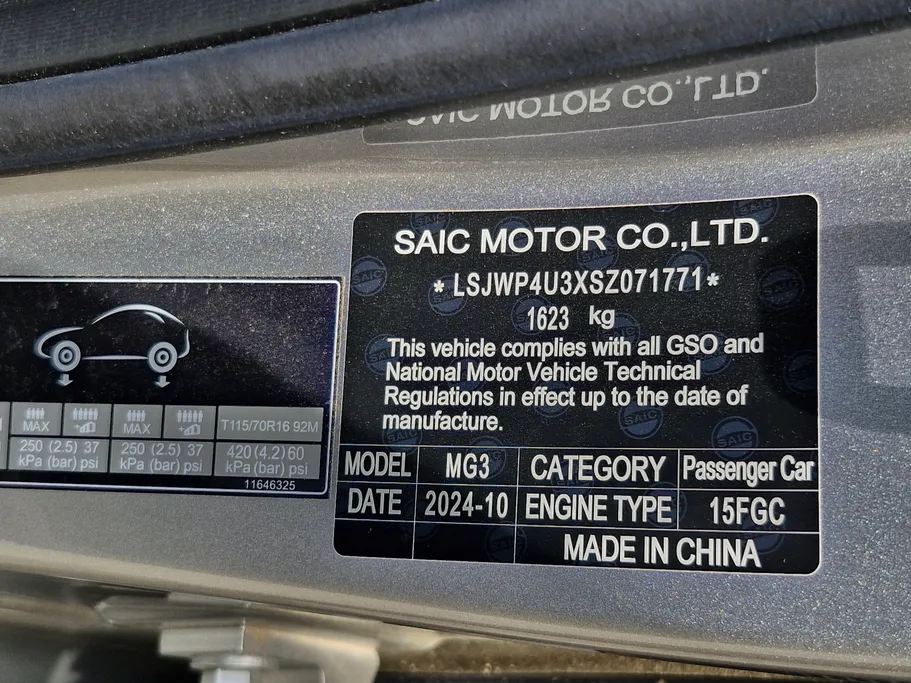 SAIC MOTOR CO.,LTD.
SAIC MOTOR CO.,LTD.
* LSJWP4U3XSZ071771*
1623 kg
This vehicle complies with all GSO and
National Motor Vehicle Technical
Regulations in effect up to the date of
manufacture.
MODEL MG3 CATEGORY Passenger Car
DATE 2024-10 ENGINE TYPE 15FGC
MADE IN CHINA
MAX MAX T115/70R16 92M
250 (2.5) 37 250 (2.5) 37 420 (4.2) 60
kPa (bar) psi kPa (bar) psi kPa (bar) psi
11646325
SAIC